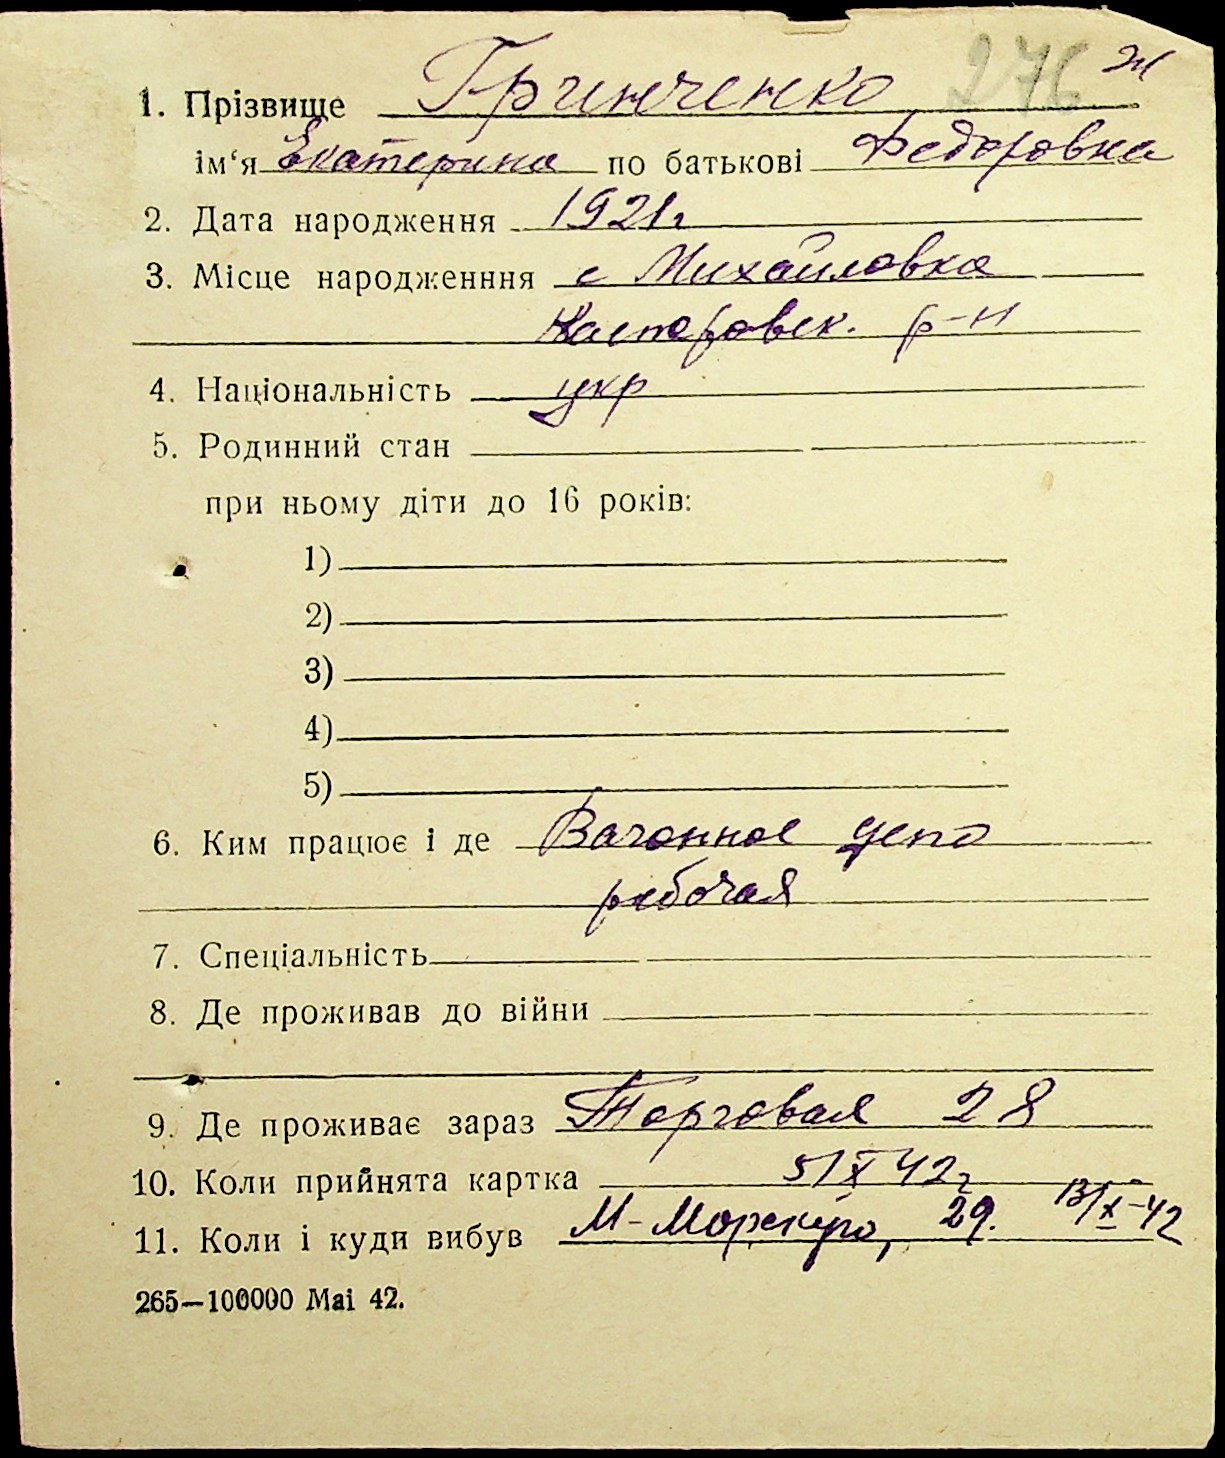 276 Ж
1. Прізвище Гринченко
ім‘я Екатерина по батькові Федоровна
2. Дата народження 1921 г
3. Місце народженння с Михайловка
р-н
4. Національність укр
5. Родинний стан
при ньому діти до 16 років:
1)
2)
3)
4)
5)
6. Ким працює і де Вагонное депо
рабочая
7. Спеціальність
8. Де проживав до війни
9. Де проживає зараз Торговая 28
10. Коли прийнята картка 5/X 42 г
11. Коли і куди вибув М-Морскую, 29. 13/X-42
265—100000 Mai 42.